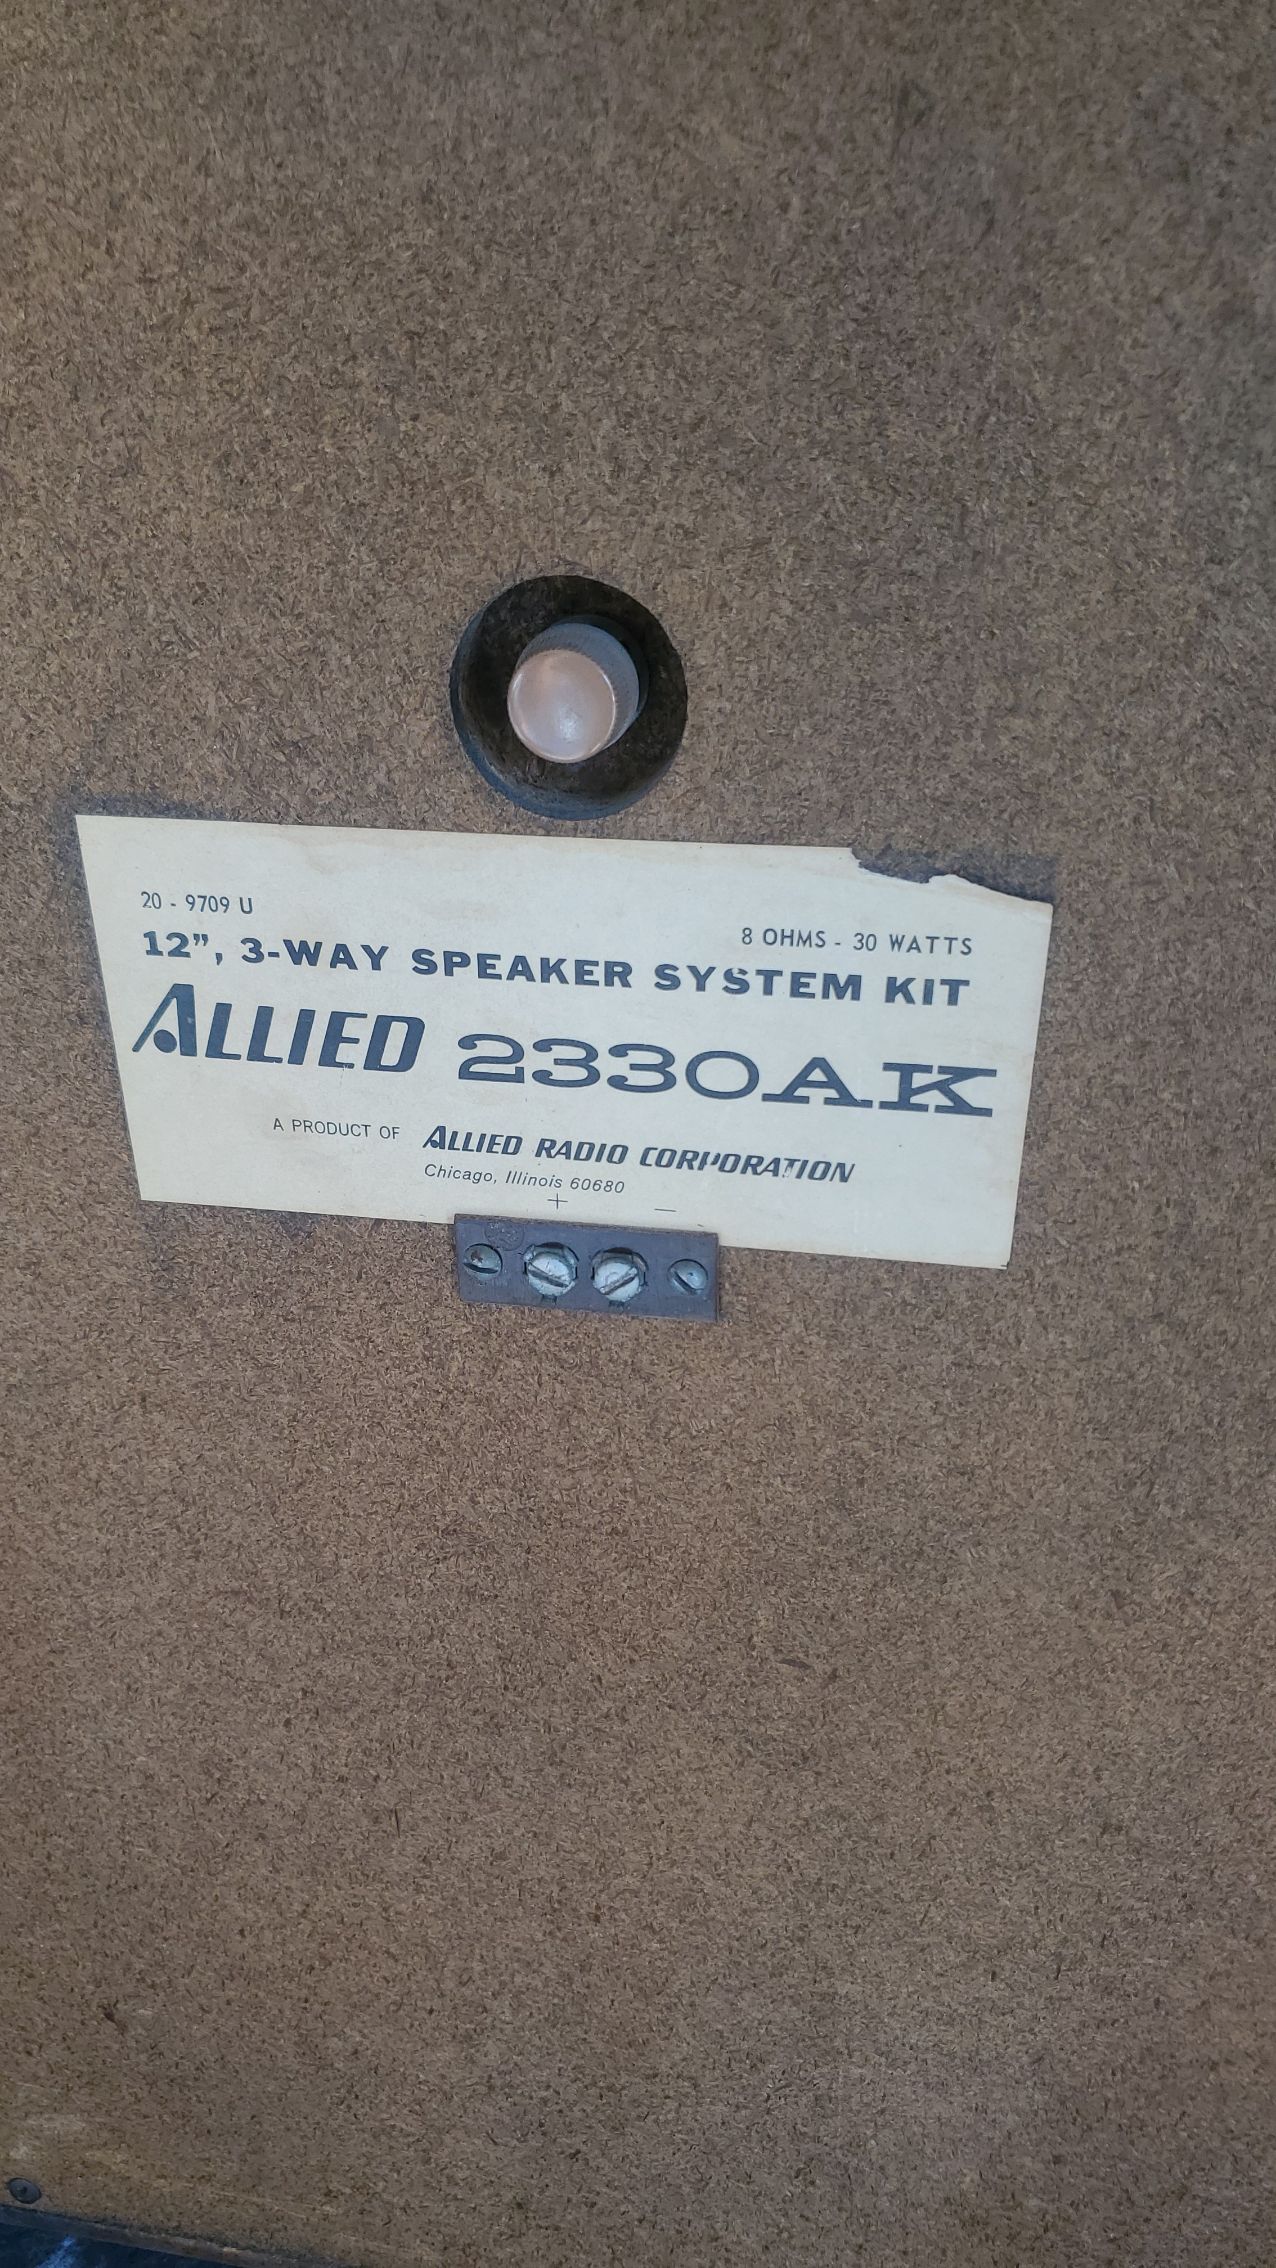 20 - 9709 U
8 OHMS - 30 WATTS
12", 3-WAY SPEAKER SYSTEM KIT
ALLIED 2330AK
A PRODUCT OF ALLIED RADIO CORPORATION
Chicago, Illinois 60680
+ −